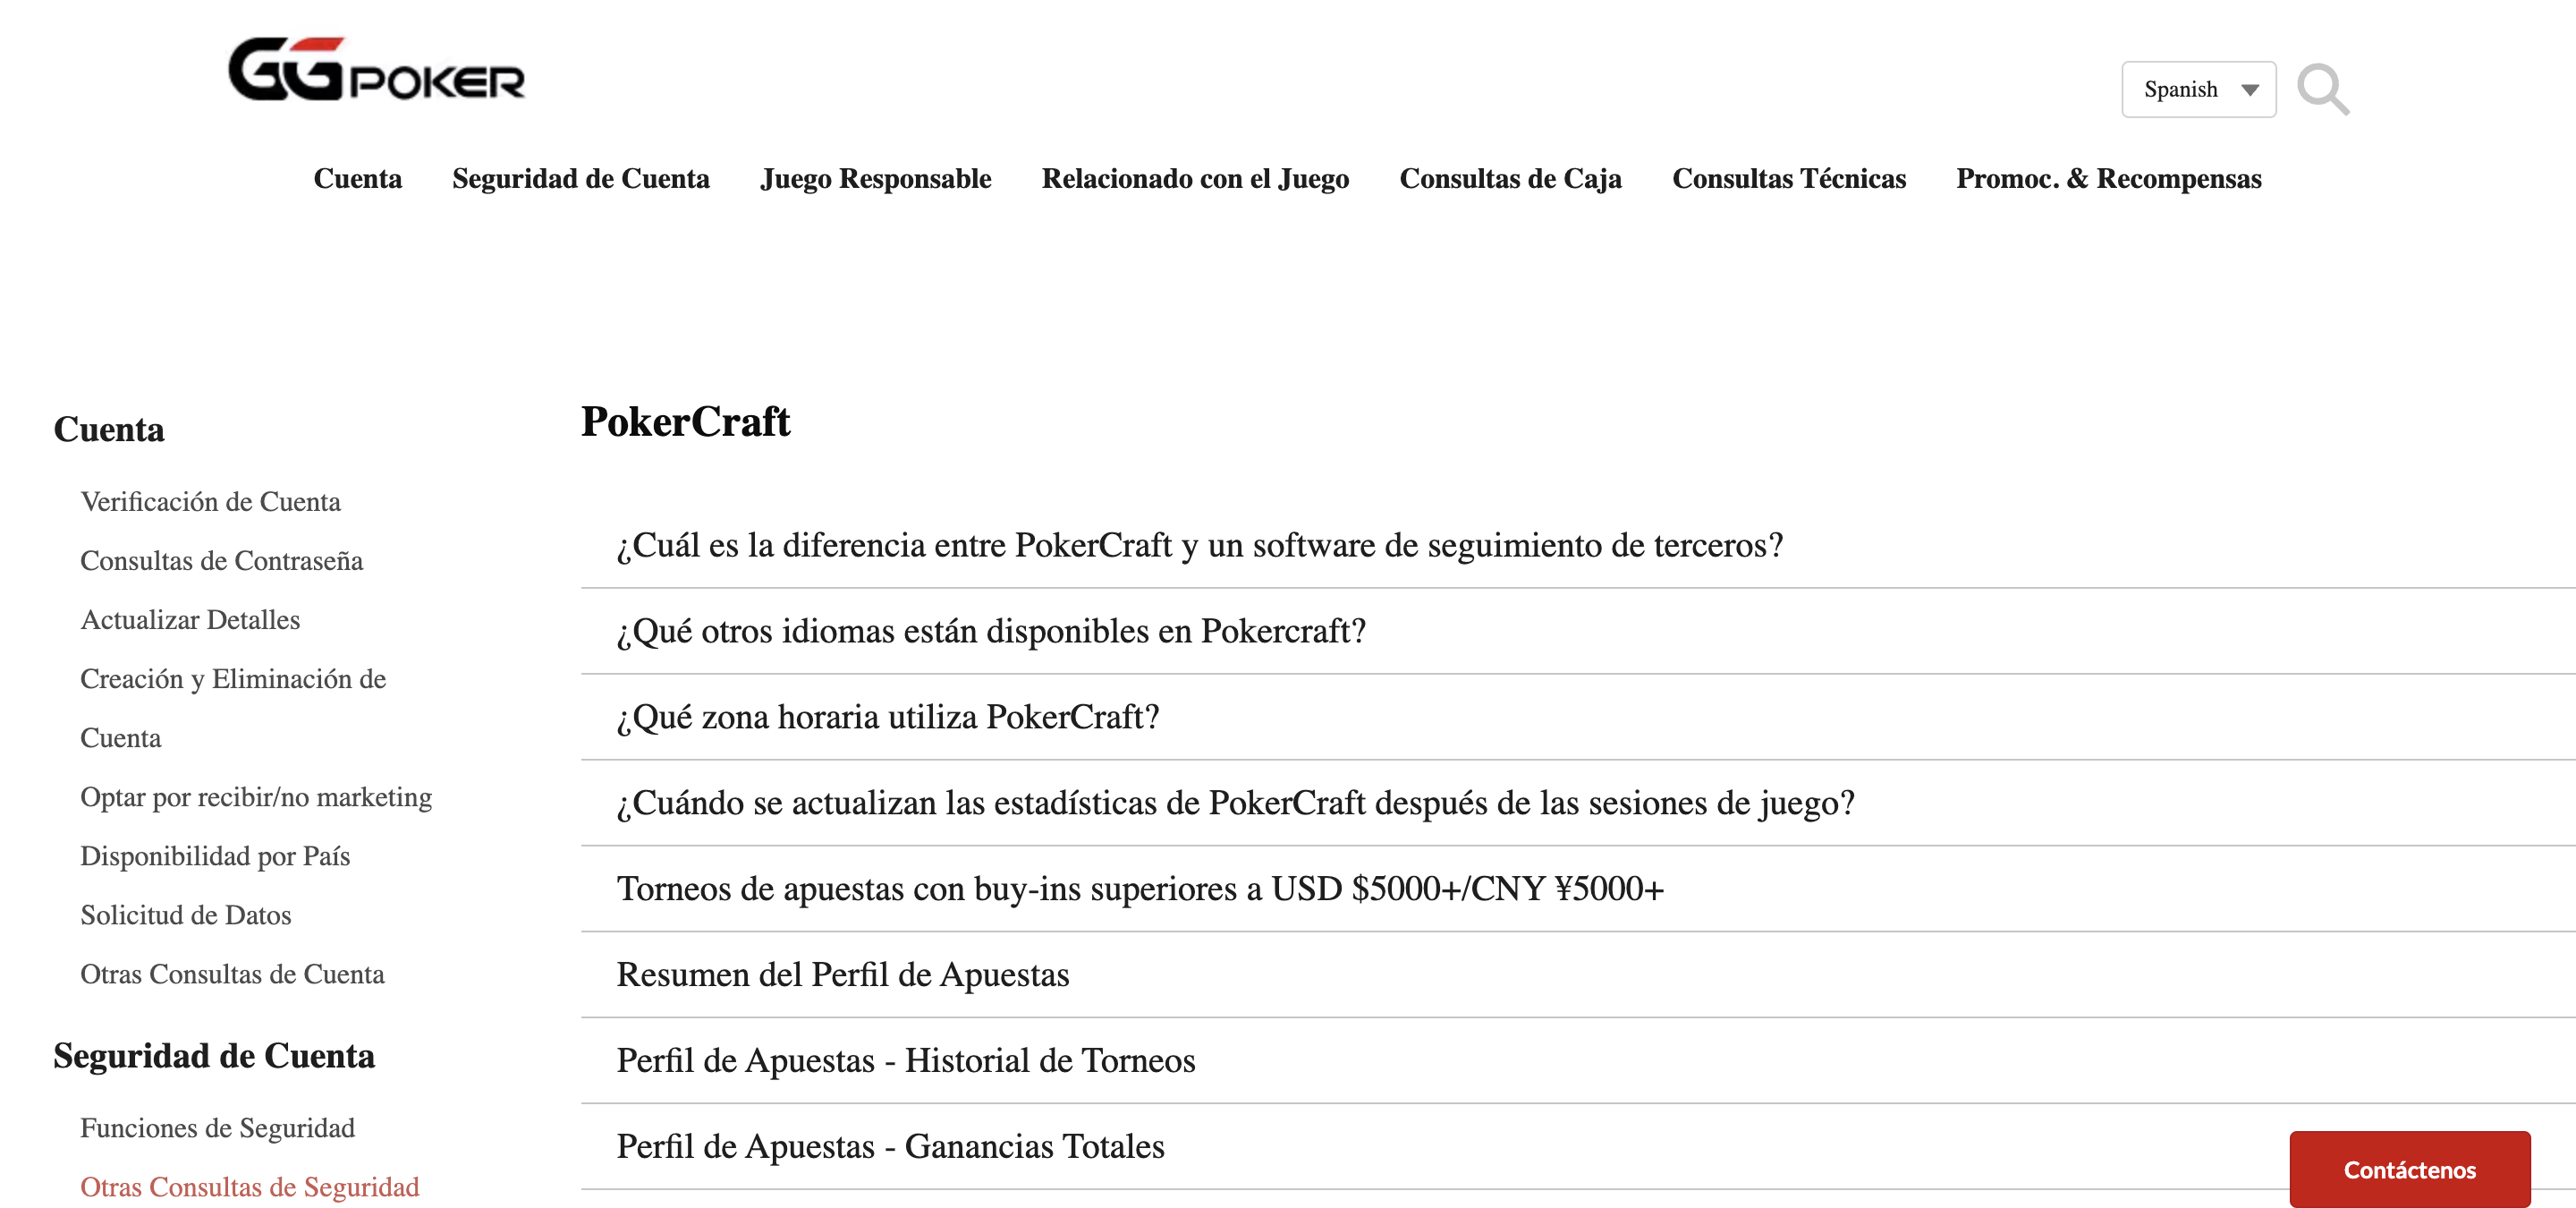 GGPOKER
Spanish
Cuenta Seguridad de Cuenta Juego Responsable Relacionado con el Juego Consultas de Caja Consultas Técnicas Promoc. & Recompensas
Cuenta
Verificación de Cuenta
Consultas de Contraseña
Actualizar Detalles
Creación y Eliminación de
Cuenta
Optar por recibir/no marketing
Disponibilidad por País
Solicitud de Datos
Otras Consultas de Cuenta
Seguridad de Cuenta
Funciones de Seguridad
Otras Consultas de Seguridad
PokerCraft
¿Cuál es la diferencia entre PokerCraft y un software de seguimiento de terceros?
¿Qué otros idiomas están disponibles en Pokercraft?
¿Qué zona horaria utiliza PokerCraft?
¿Cuándo se actualizan las estadísticas de PokerCraft después de las sesiones de juego?
Torneos de apuestas con buy-ins superiores a USD $5000+/CNY ¥5000+
Resumen del Perfil de Apuestas
Perfil de Apuestas - Historial de Torneos
Perfil de Apuestas - Ganancias Totales
Contáctenos